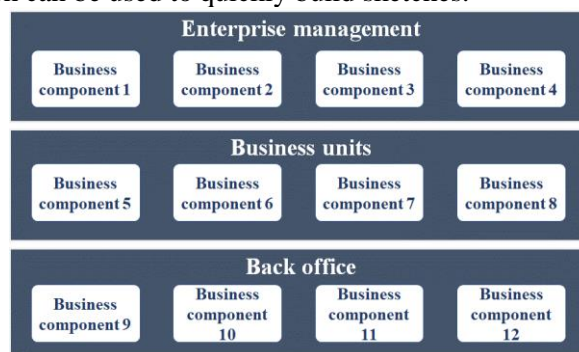 can be used to quickly build sketches.
Enterprise management
Business
component 1
Business
component 2
Business
component 3
Business
component 4
Business units
Business
component 5
Business
component 6
Business
component 7
Business
component 8
Back office
Business
component 9
Business
component
10
Business
component
11
Business
component
12